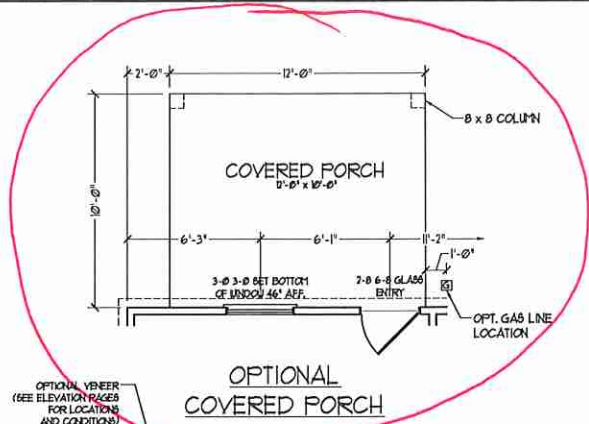 2'-0"
12'-0"
8 x 8 COLUMN
COVERED PORCH
12'-0" x 10'-0"
10'-0"
6'-3"
6'-1"
11'-2"
1'-0"
3-0 3-0 SET BOTTOM
OF WINDOW 46" AFF.
2-8 6-8 GLASS
ENTRY
G
OPT. GAS LINE
LOCATION
OPTIONAL
COVERED PORCH
OPTIONAL VENEER
(SEE ELEVATION PAGES
FOR LOCATIONS
AND CONDITIONS)